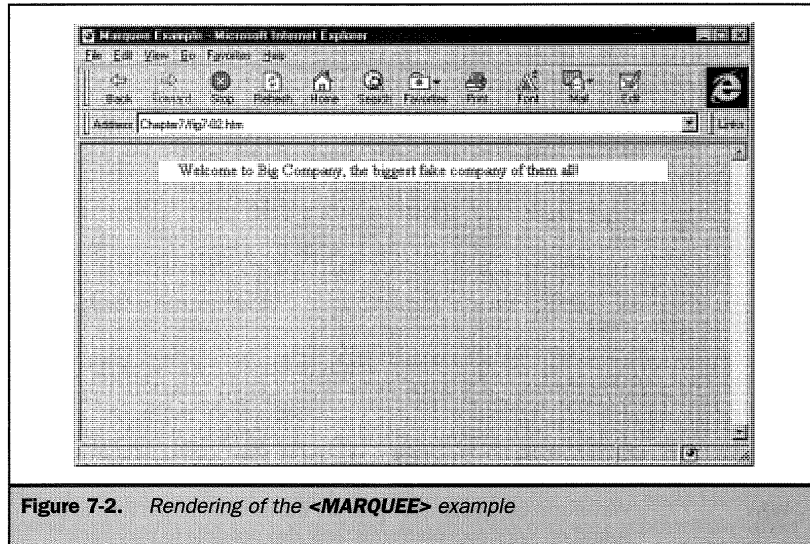 Marquee Example - Microsoft Internet Explorer
File Edit View Go Favorites Help
Back Forward Stop Refresh Home Search Favorites Print Font Mail Edit
Address Chapter7/fig7-02.htm Links
Welcome to Big Company, the biggest fake company of them all!
Figure 7-2. Rendering of the <MARQUEE> example